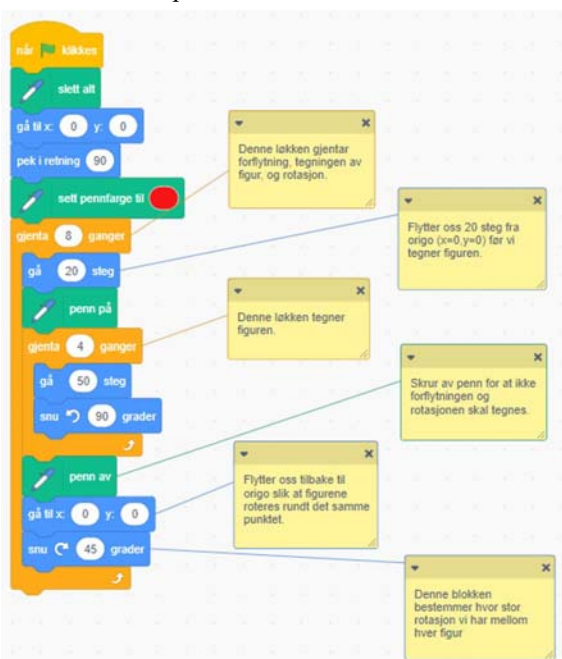 når klikkes
slett alt
gå til x: 0 y: 0
pek i retning 90
sett pennfarge til
gjenta 8 ganger
gå 20 steg
penn på
gjenta 4 ganger
gå 50 steg
snu 90 grader
penn av
gå til x: 0 y: 0
snu 45 grader
Denne løkken gjentar
forflytning, tegningen av
figur, og rotasjon.
Flytter oss 20 steg fra
origo (x=0,y=0) før vi
tegner figuren.
Denne løkken tegner
figuren.
Skrur av penn for at ikke
forflytningen og
rotasjonen skal tegnes.
Flytter oss tilbake til
origo slik at figurene
roteres rundt det samme
punktet.
Denne blokken
bestemmer hvor stor
rotasjon vi har mellom
hver figur